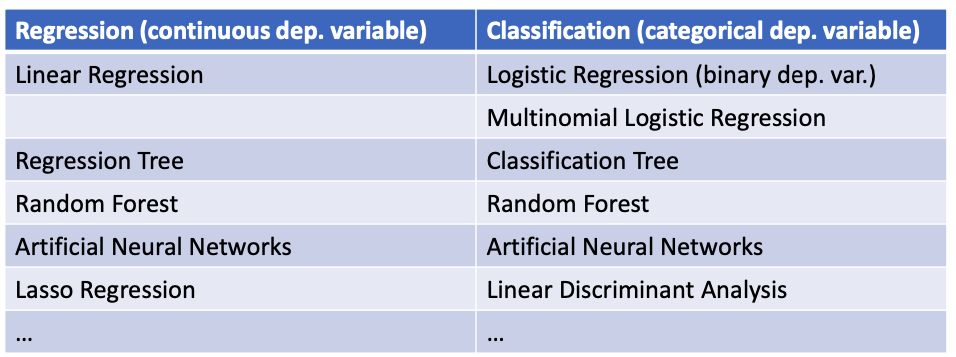 Regression (continuous dep. variable) Classification (categorical dep. variable)
Linear Regression Logistic Regression (binary dep. var.)
Multinomial Logistic Regression
Regression Tree Classification Tree
Random Forest Random Forest
Artificial Neural Networks Artificial Neural Networks
Lasso Regression Linear Discriminant Analysis
... ...